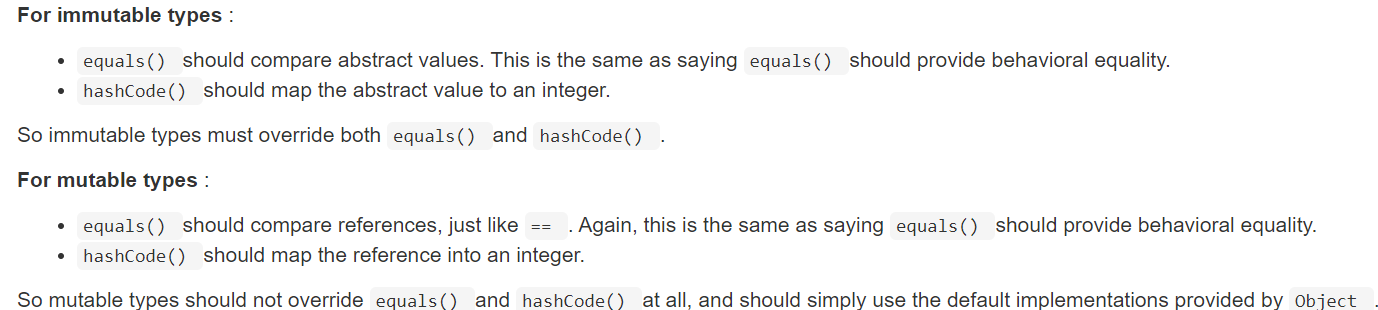 For immutable types :
• equals() should compare abstract values. This is the same as saying equals() should provide behavioral equality.
• hashCode() should map the abstract value to an integer.
So immutable types must override both equals() and hashCode() .
For mutable types :
• equals() should compare references, just like == . Again, this is the same as saying equals() should provide behavioral equality.
• hashCode() should map the reference into an integer.
So mutable types should not override equals() and hashCode() at all, and should simply use the default implementations provided by Object .